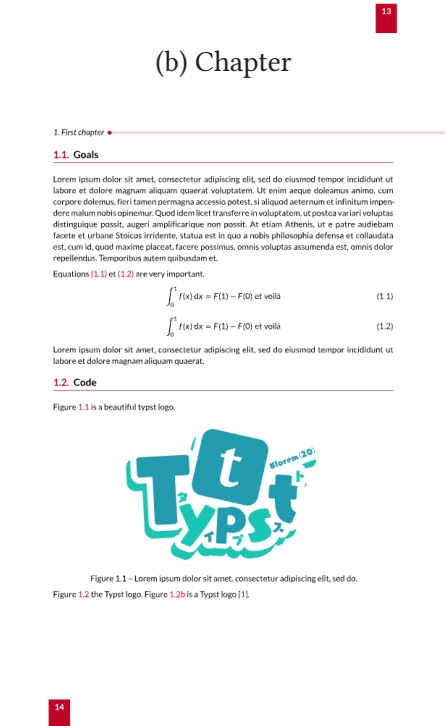 13
(b) Chapter
1. First chapter
1.1. Goals
Lorem ipsum dolor sit amet, consectetur adipiscing elit, sed do eiusmod tempor incididunt ut
labore et dolore magnam aliquam quaerat voluptatem. Ut enim aeque doleamus animo, cum
corpore dolemus, fieri tamen permagna accessio potest, si aliquod aeternum et infinitum impen-
dere malum nobis opinemur. Quod idem licet transferre in voluptatem, ut postea variari voluptas
distinguique possit, augeri amplificarique non possit. At etiam Athenis, ut e patre audiebam
facete et urbane Stoicos irridente, statua est in quo a nobis philosophia defensa et collaudata
est, cum id, quod maxime placeat, facere possimus, omnis voluptas assumenda est, omnis dolor
repellendus. Temporibus autem quibusdam et.
Equations (1.1) et (1.2) are very important.
∫₀¹ f(x) dx = F(1) − F(0) et voilà (1.1)
∫₀¹ f(x) dx = F(1) − F(0) et voilà (1.2)
Lorem ipsum dolor sit amet, consectetur adipiscing elit, sed do eiusmod tempor incididunt ut
labore et dolore magnam aliquam quaerat.
1.2. Code
Figure 1.1 is a beautiful typst logo.
t
#lorem(20)
Typst
タイプスト
Figure 1.1 – Lorem ipsum dolor sit amet, consectetur adipiscing elit, sed do.
Figure 1.2 the Typst logo. Figure 1.2b is a Typst logo [1].
14